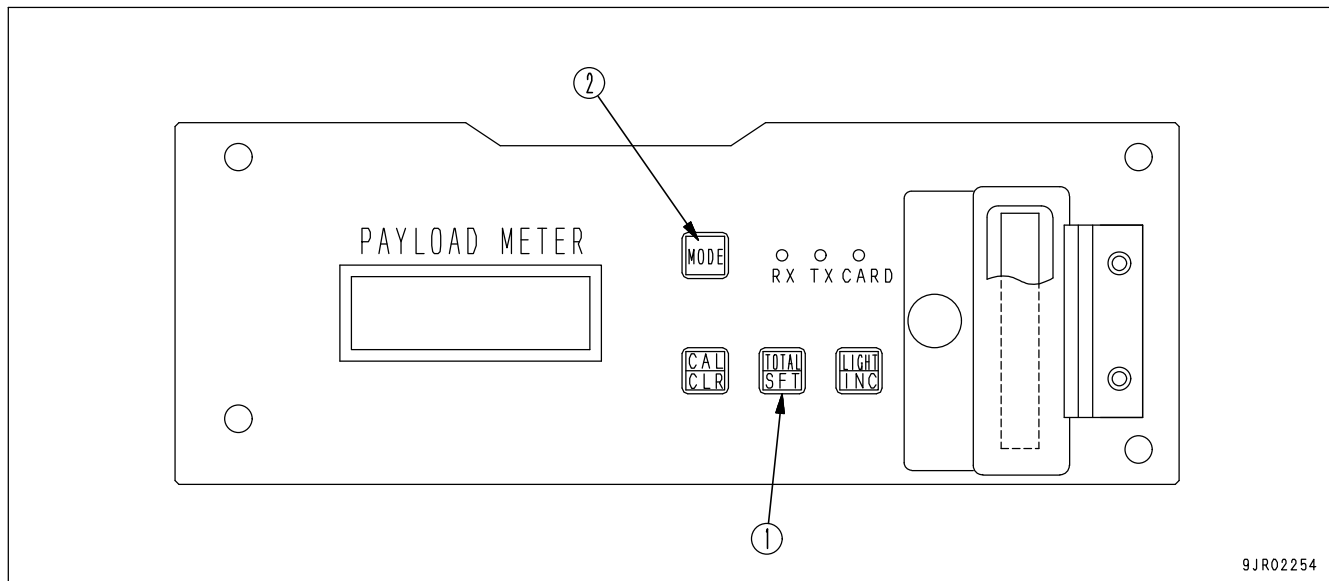 2
PAYLOAD METER
MODE
RX TX CARD
CAL
CLR
TOTAL
SFT
LIGHT
INC
1
9JR02254